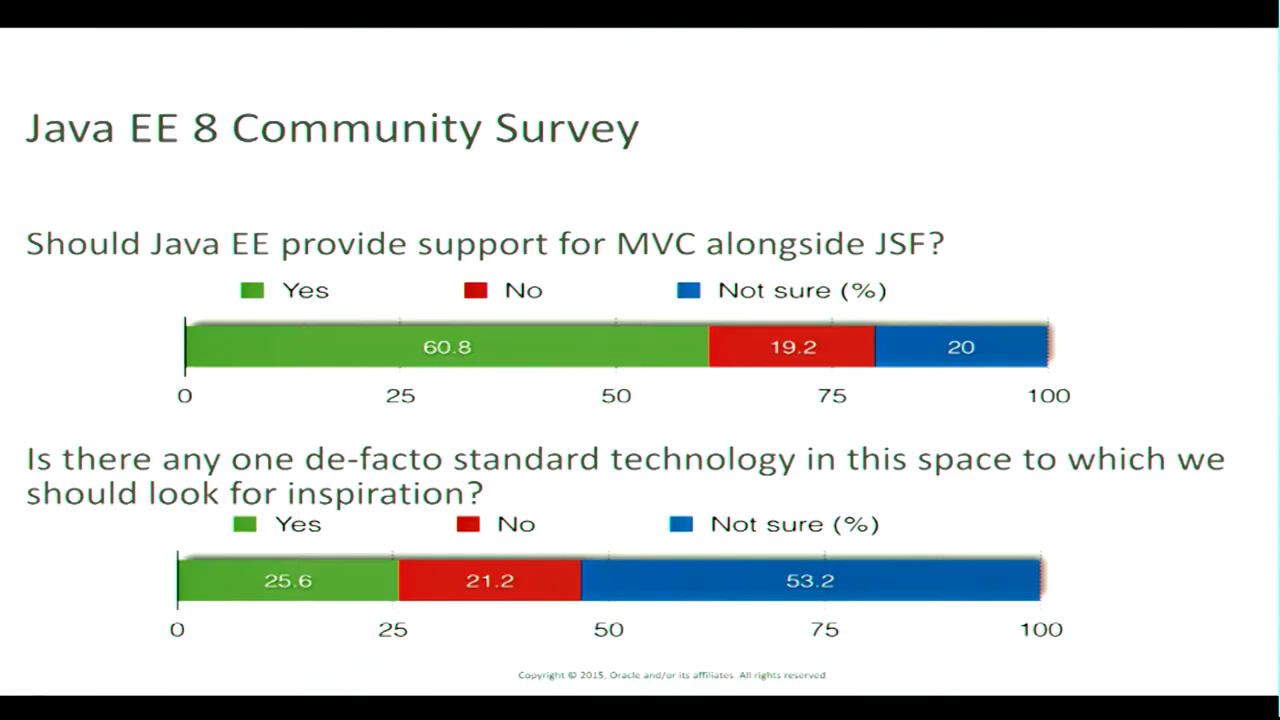 Java EE 8 Community Survey
Should Java EE provide support for MVC alongside JSF?
Yes No Not sure (%)
60.8 19.2 20
0 25 50 75 100
Is there any one de-facto standard technology in this space to which we
should look for inspiration?
Yes No Not sure (%)
25.6 21.2 53.2
0 25 50 75 100
Copyright © 2015, Oracle and/or its affiliates. All rights reserved.